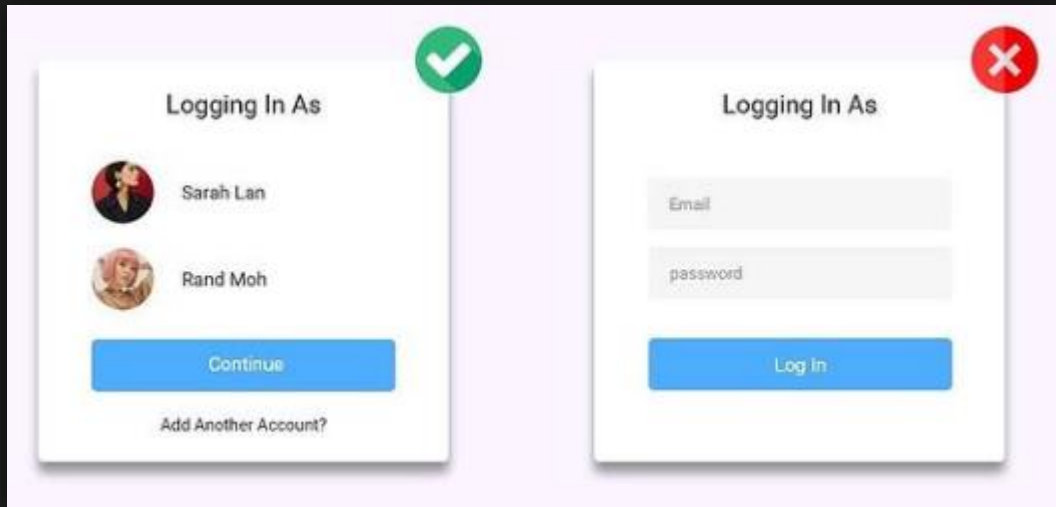 Logging In As
Sarah Lan
Rand Moh
Continue
Add Another Account?
Logging In As
Email
password
Log In